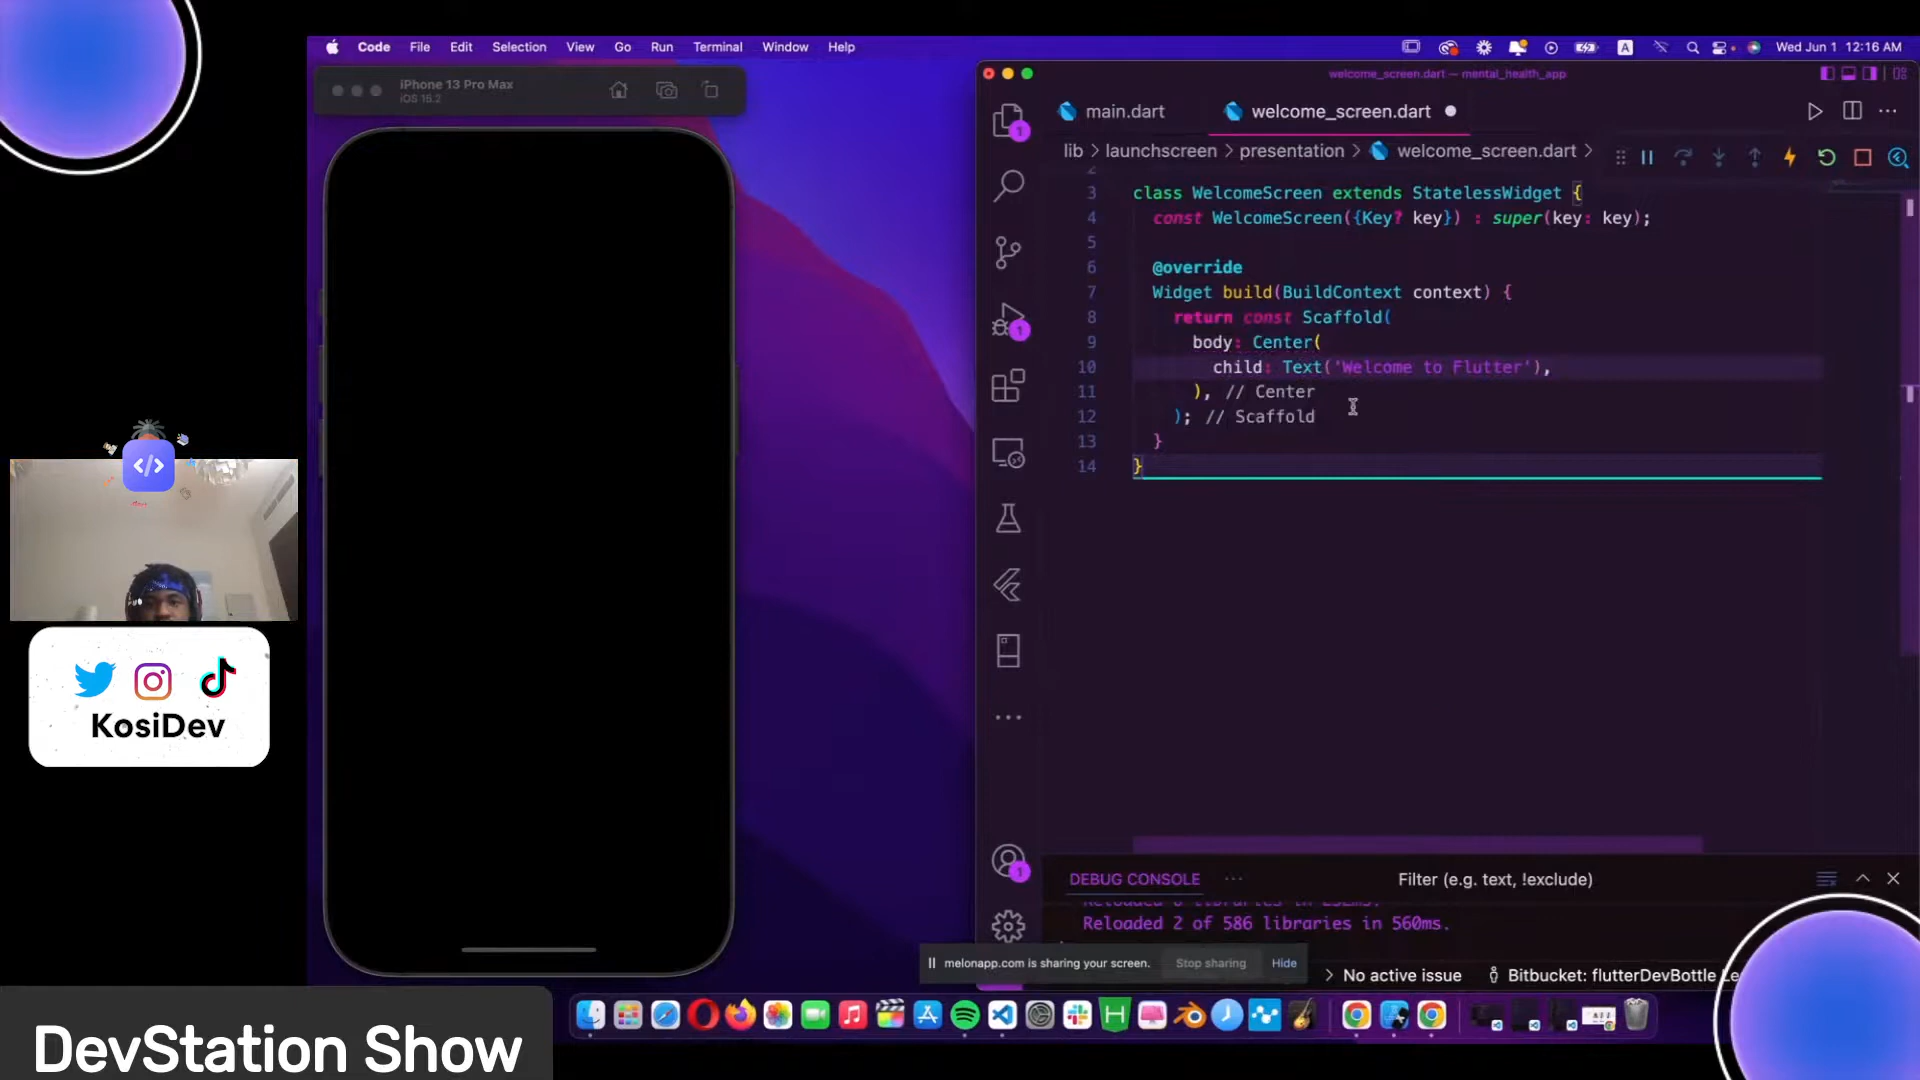 Code File Edit Selection View Go Run Terminal Window Help
A Wed Jun 1 12:16 AM
iPhone 13 Pro Max
iOS 15.2
welcome_screen.dart — mental_health_app
main.dart welcome_screen.dart
lib > launchscreen > presentation > welcome_screen.dart >
2
3 class WelcomeScreen extends StatelessWidget {
4 const WelcomeScreen({Key? key}) : super(key: key);
5
6 @override
7 Widget build(BuildContext context) {
8 return const Scaffold(
9 body: Center(
10 child: Text('Welcome to Flutter'),
11 ), // Center
12 ); // Scaffold
13 }
14 }
1
1
1
</>
KosiDev
DEBUG CONSOLE ... Filter (e.g. text, !exclude)
Reloaded 2 of 586 libraries in 560ms.
melonapp.com is sharing your screen. Stop sharing Hide
No active issue Bitbucket: flutterDevBottle
DevStation Show